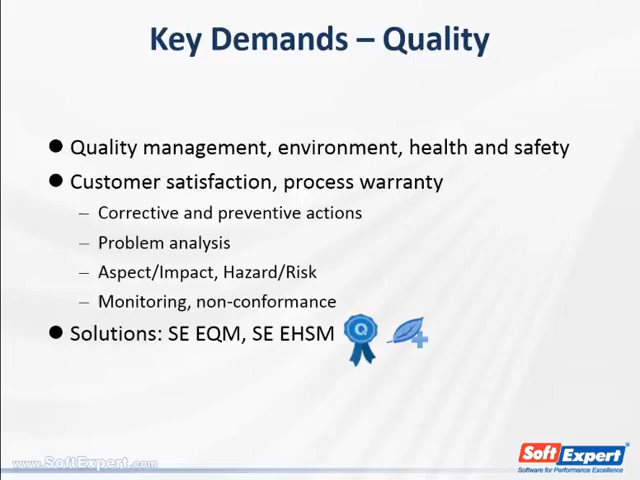 Key Demands – Quality
● Quality management, environment, health and safety
● Customer satisfaction, process warranty
– Corrective and preventive actions
– Problem analysis
– Aspect/Impact, Hazard/Risk
– Monitoring, non-conformance
● Solutions: SE EQM, SE EHSM
Q
www.SoftExpert.com
SoftExpert®
Software for Performance Excellence